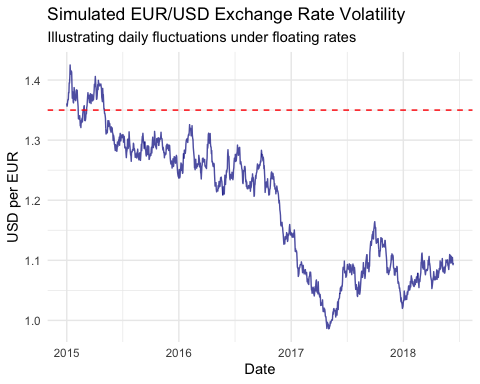 Simulated EUR/USD Exchange Rate Volatility
Illustrating daily fluctuations under floating rates
USD per EUR
1.4
1.3
1.2
1.1
1.0
2015 2016 2017 2018
Date